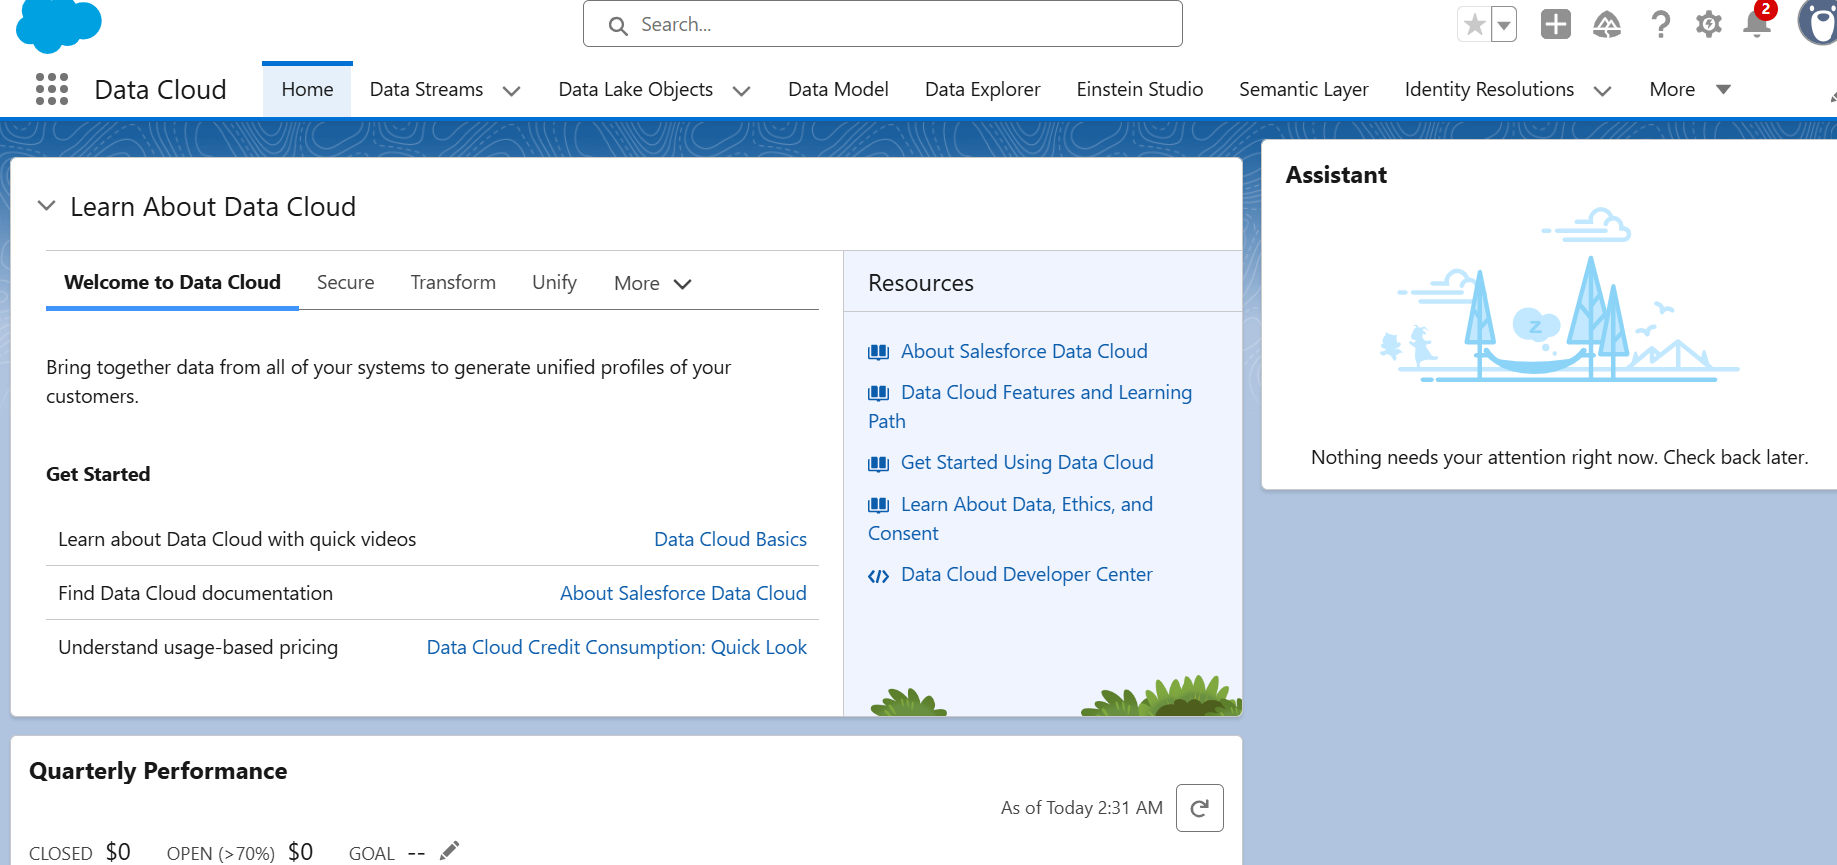 Search...
2
Data Cloud
Home
Data Streams
Data Lake Objects
Data Model
Data Explorer
Einstein Studio
Semantic Layer
Identity Resolutions
More
Learn About Data Cloud
Welcome to Data Cloud
Secure
Transform
Unify
More
Bring together data from all of your systems to generate unified profiles of your
customers.
Get Started
Learn about Data Cloud with quick videos
Data Cloud Basics
Find Data Cloud documentation
About Salesforce Data Cloud
Understand usage-based pricing
Data Cloud Credit Consumption: Quick Look
Resources
About Salesforce Data Cloud
Data Cloud Features and Learning
Path
Get Started Using Data Cloud
Learn About Data, Ethics, and
Consent
Data Cloud Developer Center
Assistant
z
Nothing needs your attention right now. Check back later.
Quarterly Performance
As of Today 2:31 AM
CLOSED $0
OPEN (>70%) $0
GOAL --